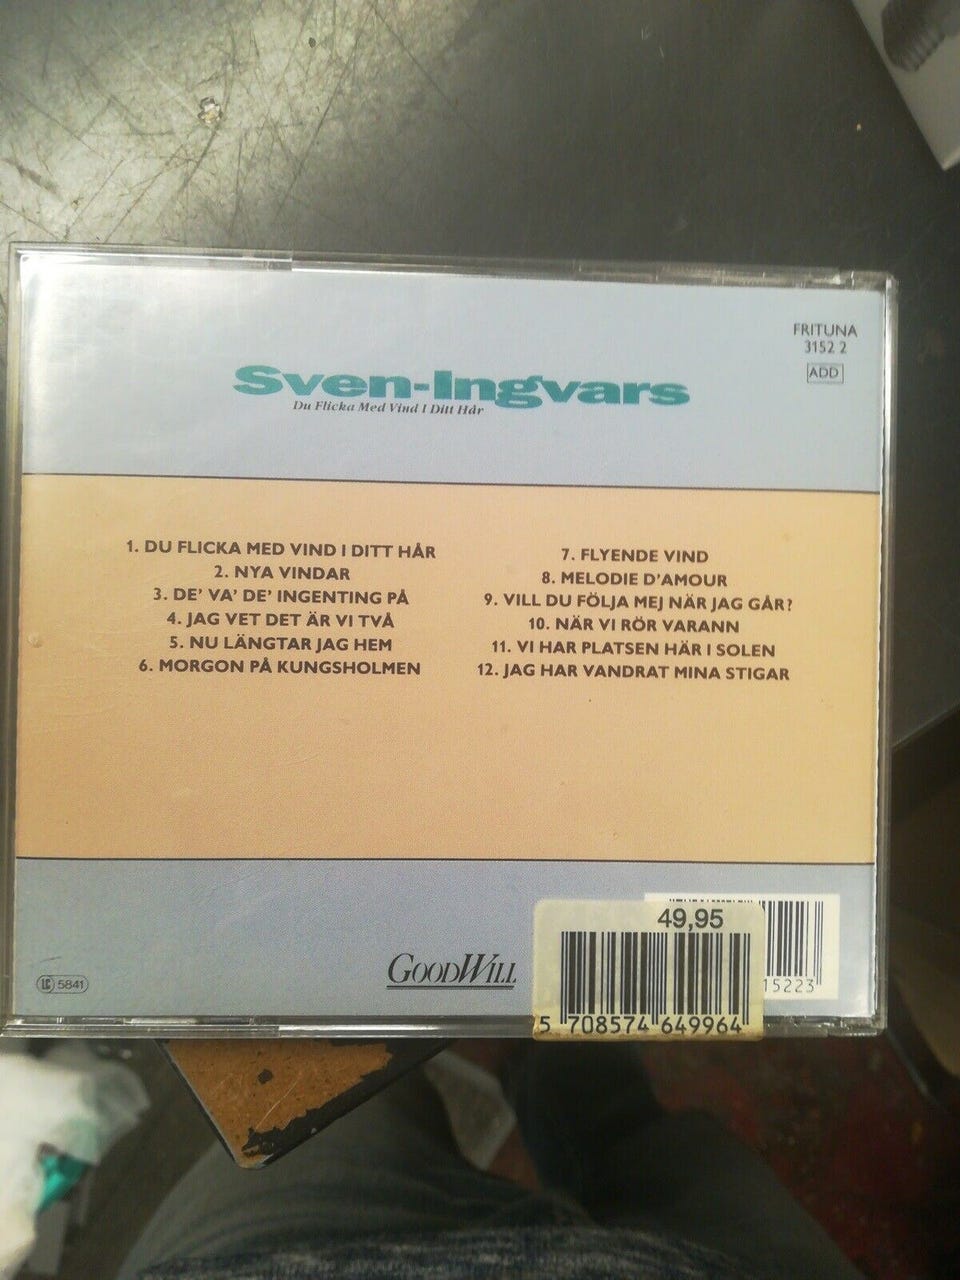 FRITUNA
3152 2
ADD
Sven-Ingvars
Du Flicka Med Vind I Ditt Hår
1. DU FLICKA MED VIND I DITT HÅR
2. NYA VINDAR
3. DE' VA' DE' INGENTING PÅ
4. JAG VET DET ÄR VI TVÅ
5. NU LÄNGTAR JAG HEM
6. MORGON PÅ KUNGSHOLMEN
7. FLYENDE VIND
8. MELODIE D'AMOUR
9. VILL DU FÖLJA MEJ NÄR JAG GÅR?
10. NÄR VI RÖR VARANN
11. VI HAR PLATSEN HÄR I SOLEN
12. JAG HAR VANDRAT MINA STIGAR
LC 5841
GOODWILL
49,95
5 708574 649964
15223